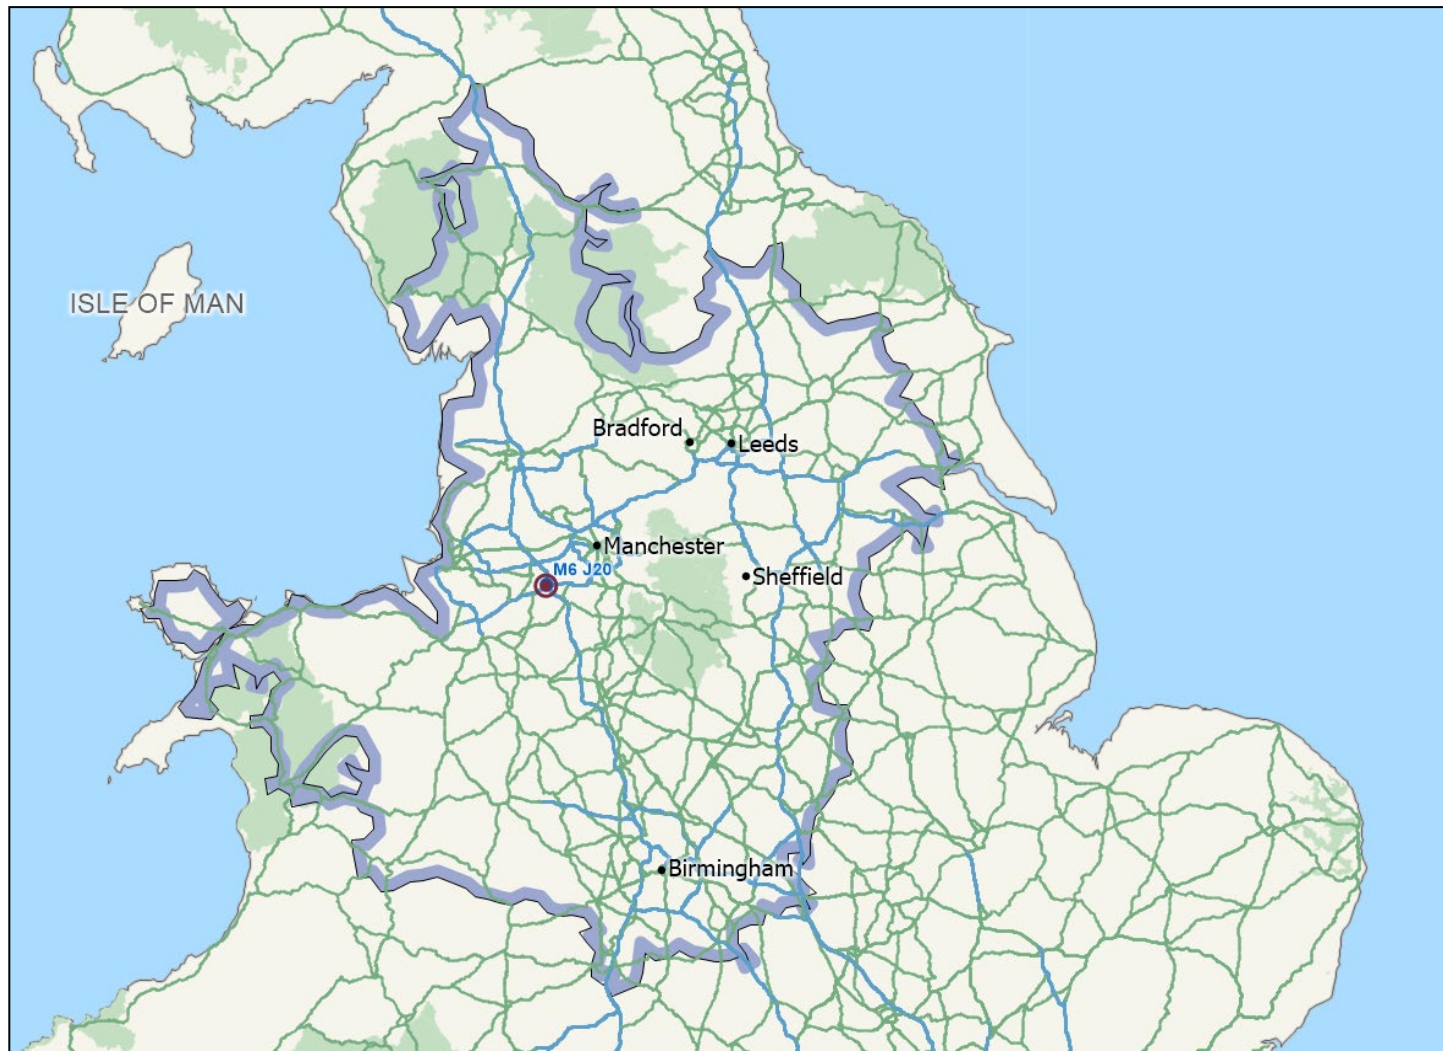 ISLE OF MAN
Bradford
Leeds
Manchester
M6 J20
Sheffield
Birmingham